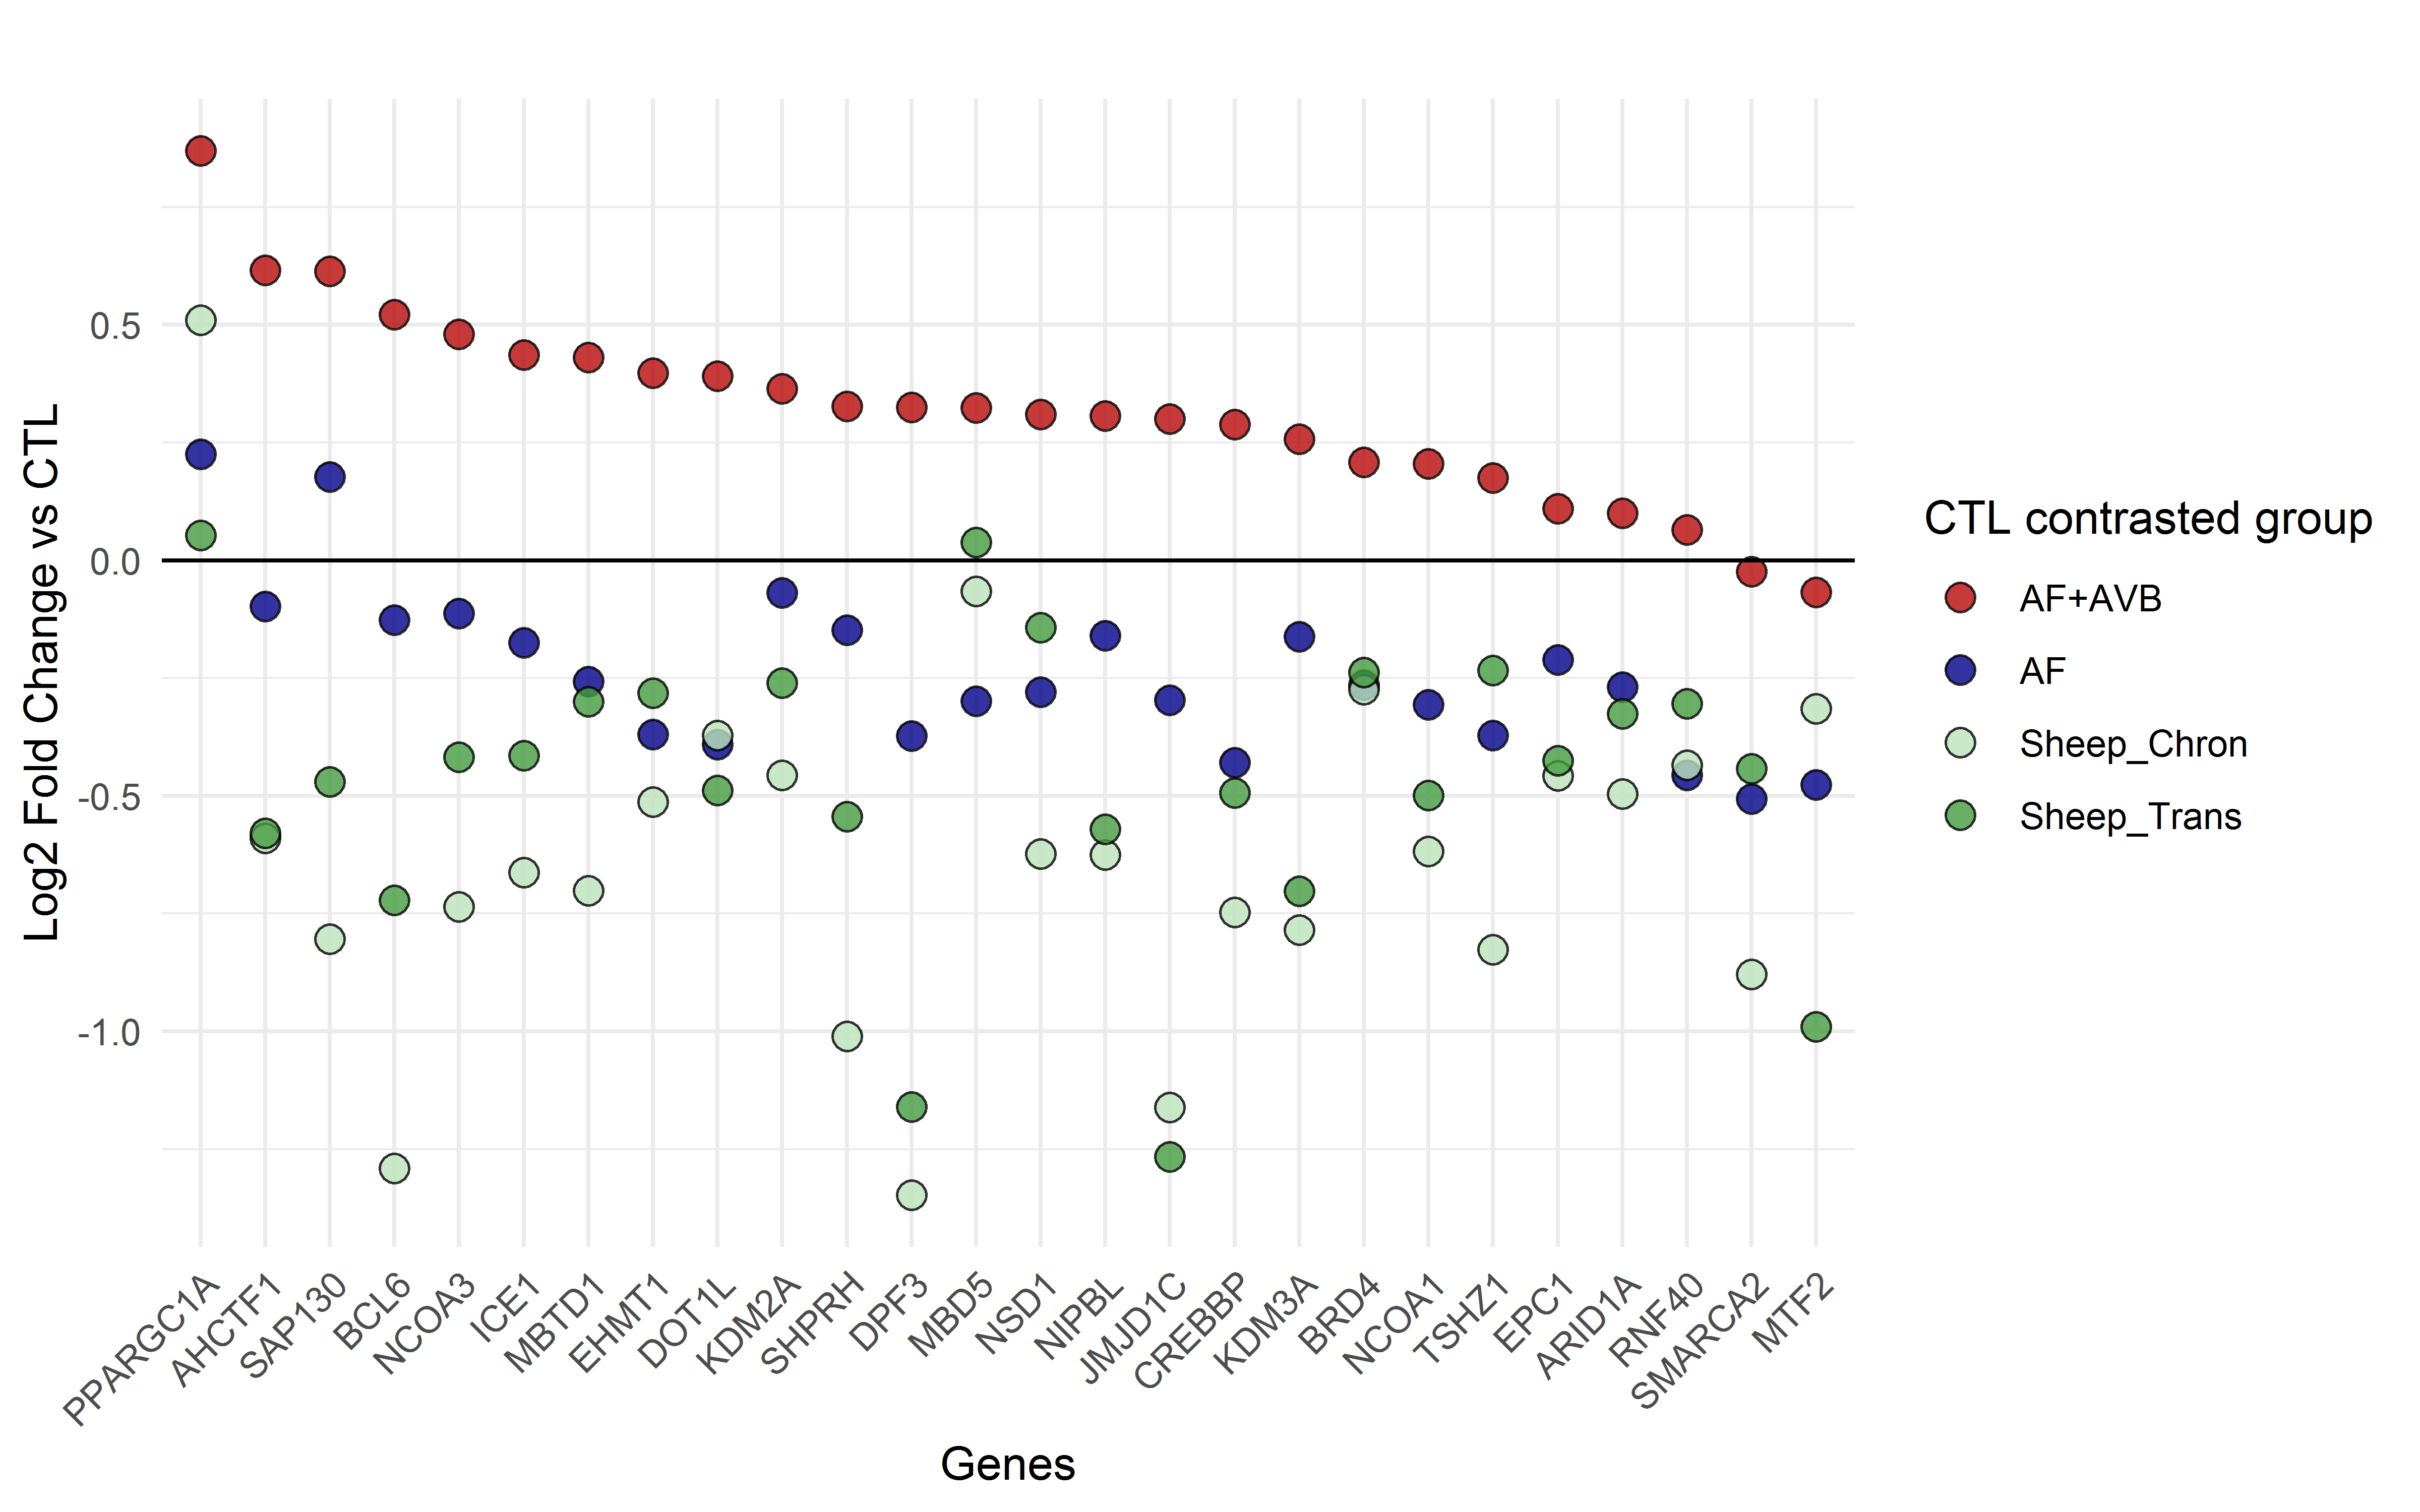 Log2 Fold Change vs CTL
0.5
0.0
-0.5
-1.0
PPARGC1A
AHCTF1
SAP130
BCL6
NCOA3
ICE1
MBTD1
EHMT1
DOT1L
KDM2A
SHPRH
DPF3
MBD5
NSD1
NIPBL
JMJD1C
CREBBP
KDM3A
BRD4
NCOA1
TSHZ1
EPC1
ARID1A
RNF40
SMARCA2
MTF2
Genes
CTL contrasted group
AF+AVB
AF
Sheep_Chron
Sheep_Trans